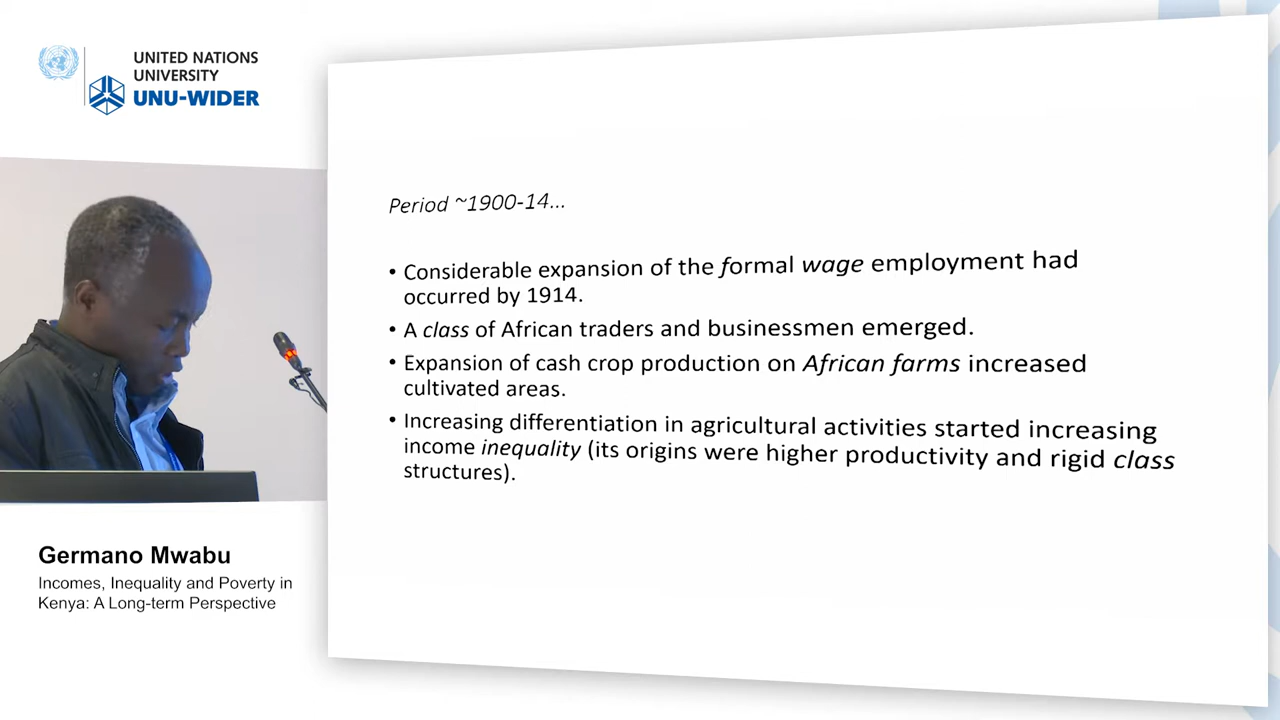 UNITED NATIONS
UNIVERSITY
UNU-WIDER
Period ~1900-14...
• Considerable expansion of the formal wage employment had
occurred by 1914.
• A class of African traders and businessmen emerged.
• Expansion of cash crop production on African farms increased
cultivated areas.
• Increasing differentiation in agricultural activities started increasing
income inequality (its origins were higher productivity and rigid class
structures).
Germano Mwabu
Incomes, Inequality and Poverty in
Kenya: A Long-term Perspective